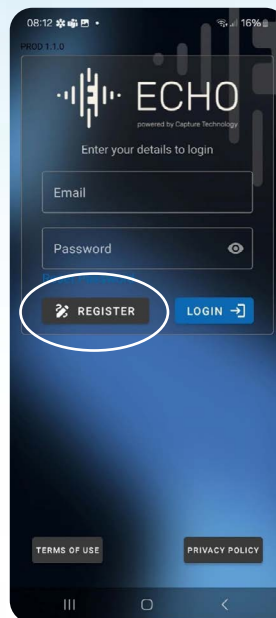 08:12
16%
PROD 1.1.0
ECHO
powered by Capture Technology
Enter your details to login
Email
Password
REGISTER
LOGIN
TERMS OF USE
PRIVACY POLICY